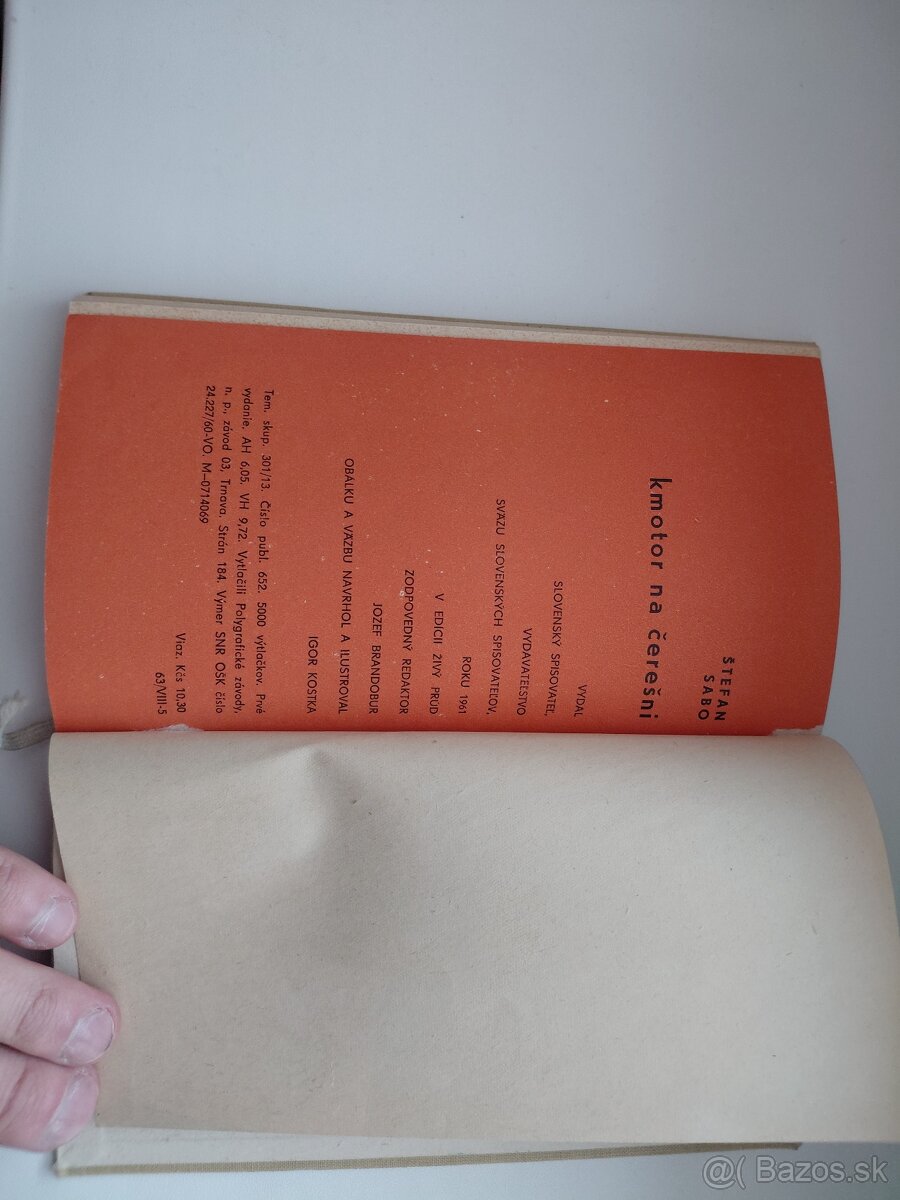 ŠTEFAN
SABO
kmotor na čerešni
VYDAL
SLOVENSKÝ SPISOVATEĽ,
VYDAVATEĽSTVO
SVÄZU SLOVENSKÝCH SPISOVATEĽOV,
ROKU 1961
V EDÍCII ŽIVÝ PRÚD
ZODPOVEDNÝ REDAKTOR
JOZEF BRANDOBUR
OBÁLKU A VÄZBU NAVRHOL A ILUSTROVAL
IGOR KOSTKA
Tem. skup. 301/13. Číslo publ. 652. 5000 výtlačkov. Prvé
vydanie. AH 6,05. VH 9,72. Vytlačili Polygrafické závody,
n. p., závod 03, Trnava. Strán 184. Výmer SNR OŠK číslo
24.227/60-VO. M-0714069
Viaz. Kčs 10,30
63/VIII-5
@( Bazos.sk